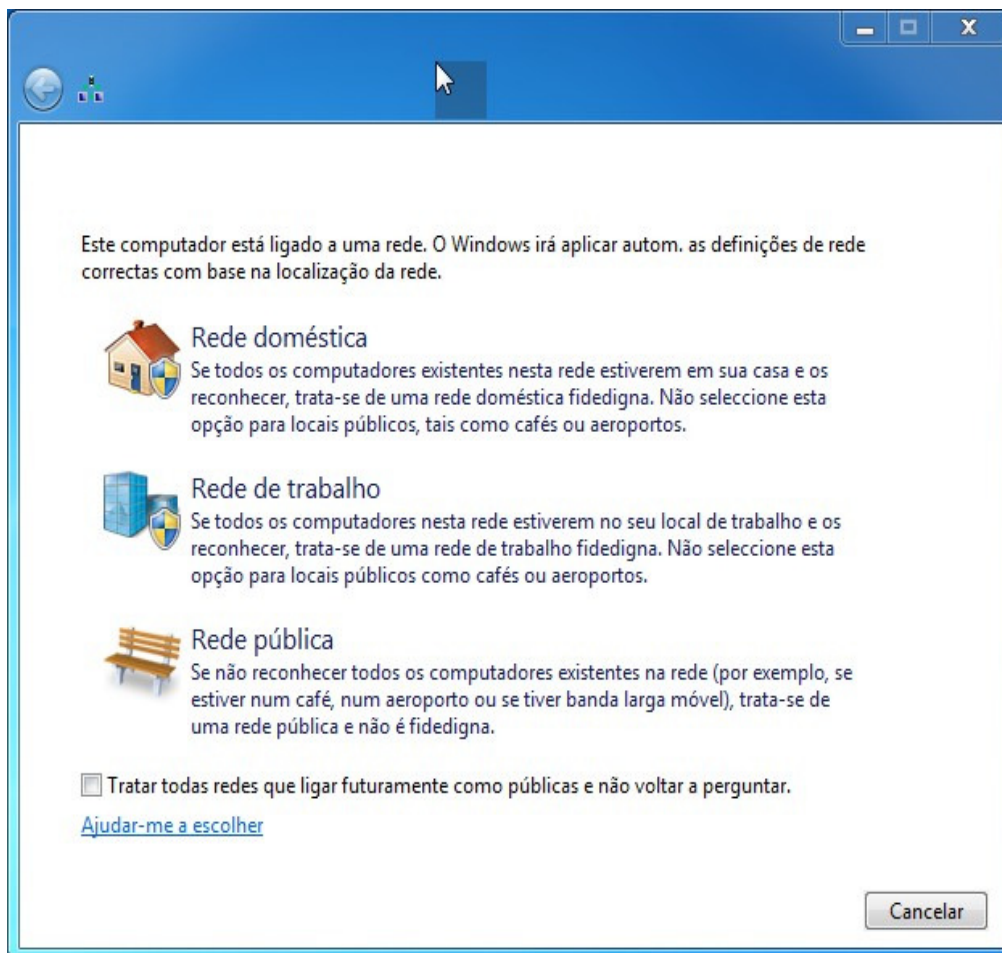 Este computador está ligado a uma rede. O Windows irá aplicar autom. as definições de rede
correctas com base na localização da rede.
Rede doméstica
Se todos os computadores existentes nesta rede estiverem em sua casa e os
reconhecer, trata-se de uma rede doméstica fidedigna. Não seleccione esta
opção para locais públicos, tais como cafés ou aeroportos.
Rede de trabalho
Se todos os computadores nesta rede estiverem no seu local de trabalho e os
reconhecer, trata-se de uma rede de trabalho fidedigna. Não seleccione esta
opção para locais públicos como cafés ou aeroportos.
Rede pública
Se não reconhecer todos os computadores existentes na rede (por exemplo, se
estiver num café, num aeroporto ou se tiver banda larga móvel), trata-se de
uma rede pública e não é fidedigna.
Tratar todas redes que ligar futuramente como públicas e não voltar a perguntar.
Ajudar-me a escolher
Cancelar